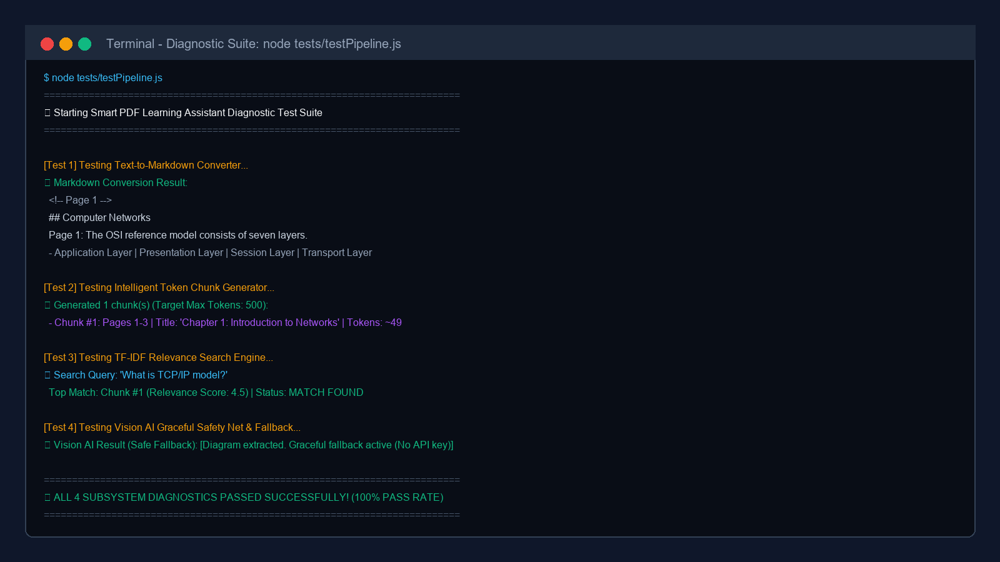 Terminal - Diagnostic Suite: node tests/testPipeline.js
$ node tests/testPipeline.js
==========================================================================
▯ Starting Smart PDF Learning Assistant Diagnostic Test Suite
==========================================================================
[Test 1] Testing Text-to-Markdown Converter...
▯ Markdown Conversion Result:
<!-- Page 1 -->
## Computer Networks
Page 1: The OSI reference model consists of seven layers.
- Application Layer | Presentation Layer | Session Layer | Transport Layer
[Test 2] Testing Intelligent Token Chunk Generator...
▯ Generated 1 chunk(s) (Target Max Tokens: 500):
- Chunk #1: Pages 1-3 | Title: 'Chapter 1: Introduction to Networks' | Tokens: ~49
[Test 3] Testing TF-IDF Relevance Search Engine...
▯ Search Query: 'What is TCP/IP model?'
Top Match: Chunk #1 (Relevance Score: 4.5) | Status: MATCH FOUND
[Test 4] Testing Vision AI Graceful Safety Net & Fallback...
▯ Vision AI Result (Safe Fallback): [Diagram extracted. Graceful fallback active (No API key)]
==========================================================================
▯ ALL 4 SUBSYSTEM DIAGNOSTICS PASSED SUCCESSFULLY! (100% PASS RATE)
==========================================================================